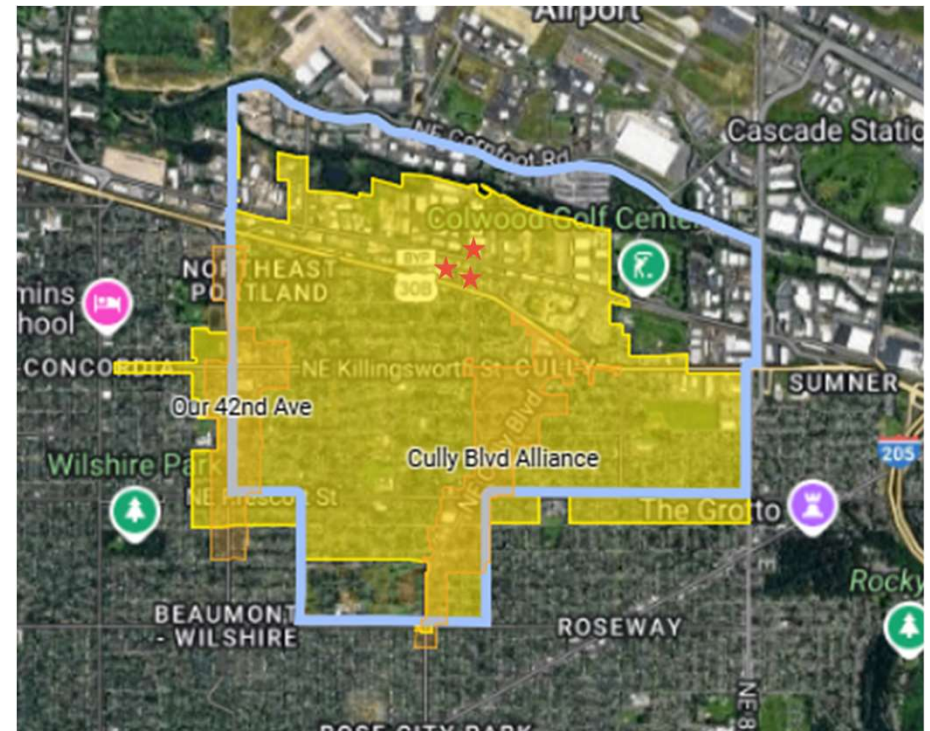 Airport
NE Cornfoot Rd
Cascade Statio
Colwood Golf Center
BYP
30B
NORTHEAST
PORTLAND
mins
hool
CONCORDIA
NE Killingsworth St
CULLY
SUMNER
Our 42nd Ave
Cully Blvd Alliance
NE Cully Blvd
205
Wilshire Park
NE Prescott St
The Grotto
Rocky
BEAUMONT
- WILSHIRE
ROSEWAY
NE 8
ROSE CITY PARK